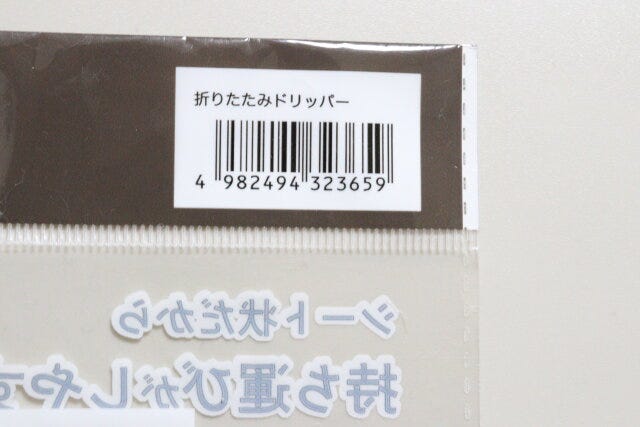 折りたたみドリッパー
4 982494 323659
シート状だから
持ち運びがしやす